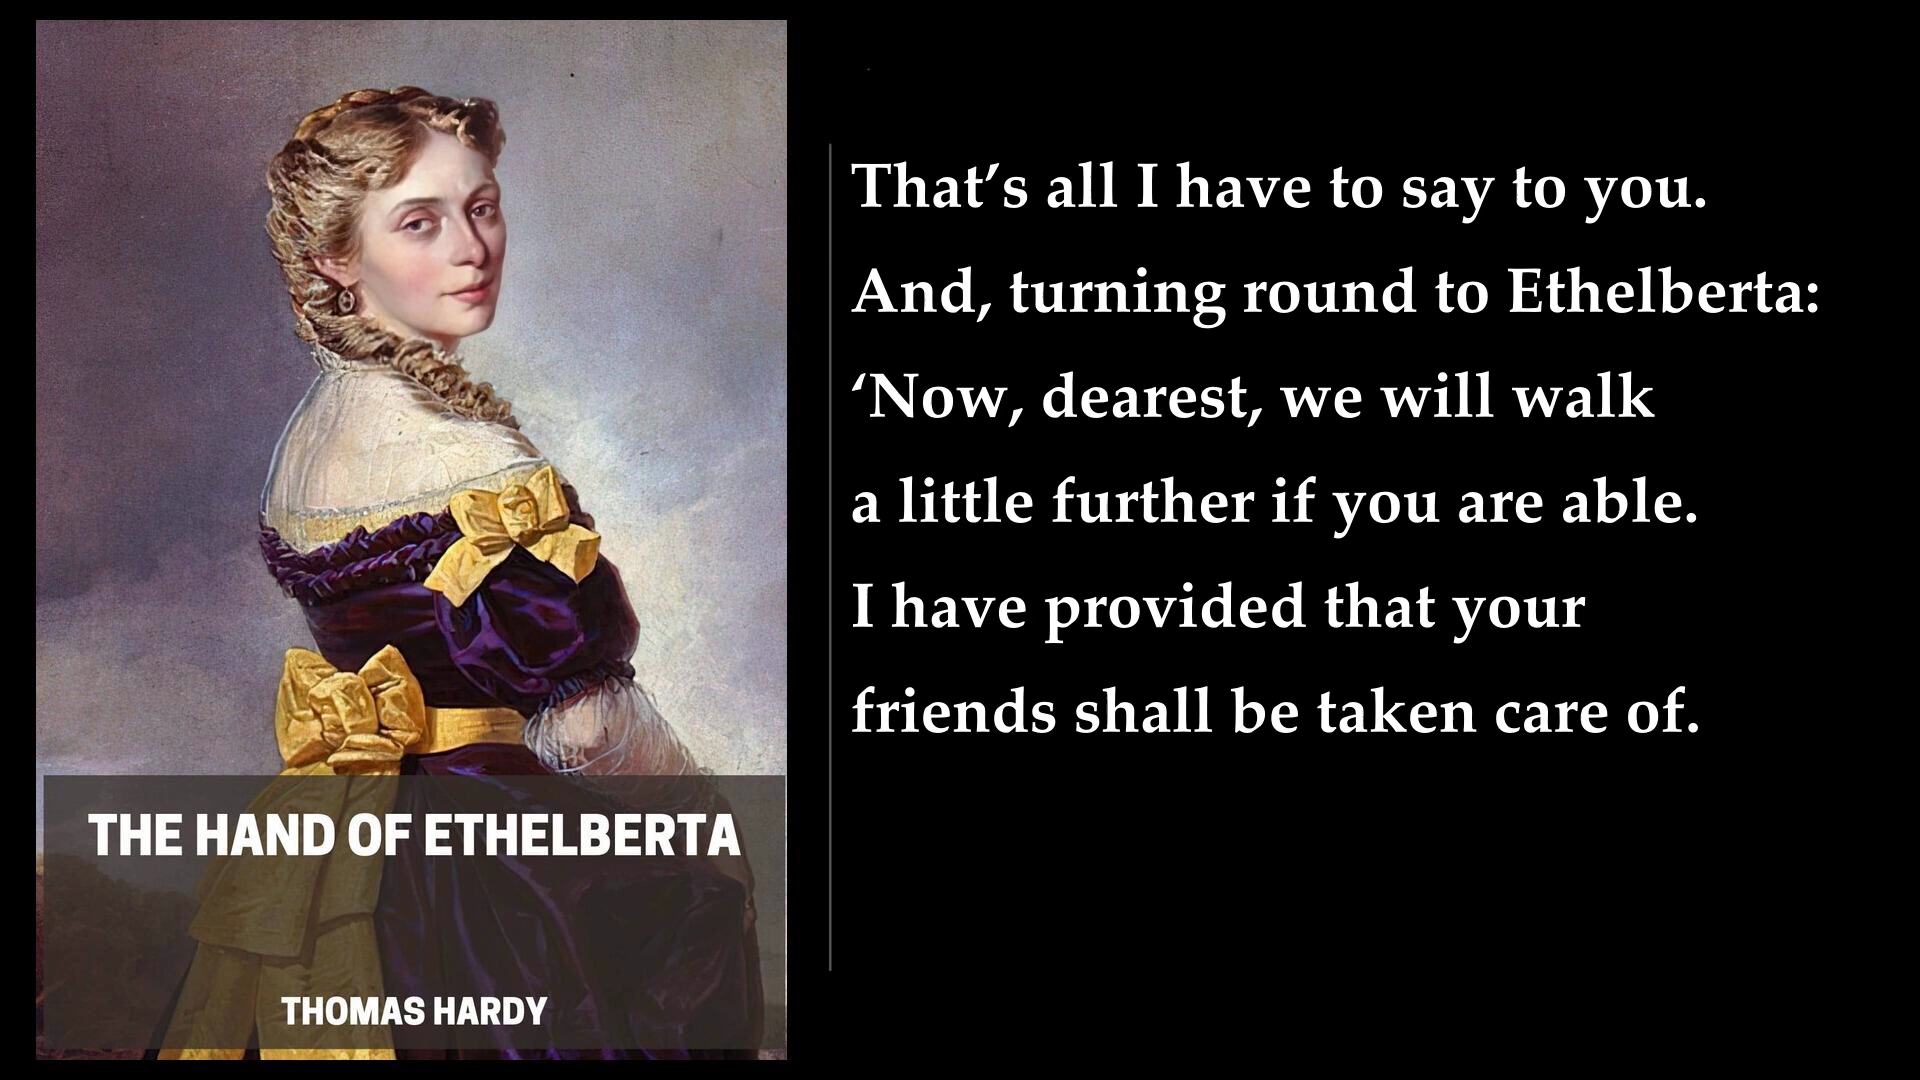 THE HAND OF ETHELBERTA
THOMAS HARDY
That’s all I have to say to you.
And, turning round to Ethelberta:
‘Now, dearest, we will walk
a little further if you are able.
I have provided that your
friends shall be taken care of.